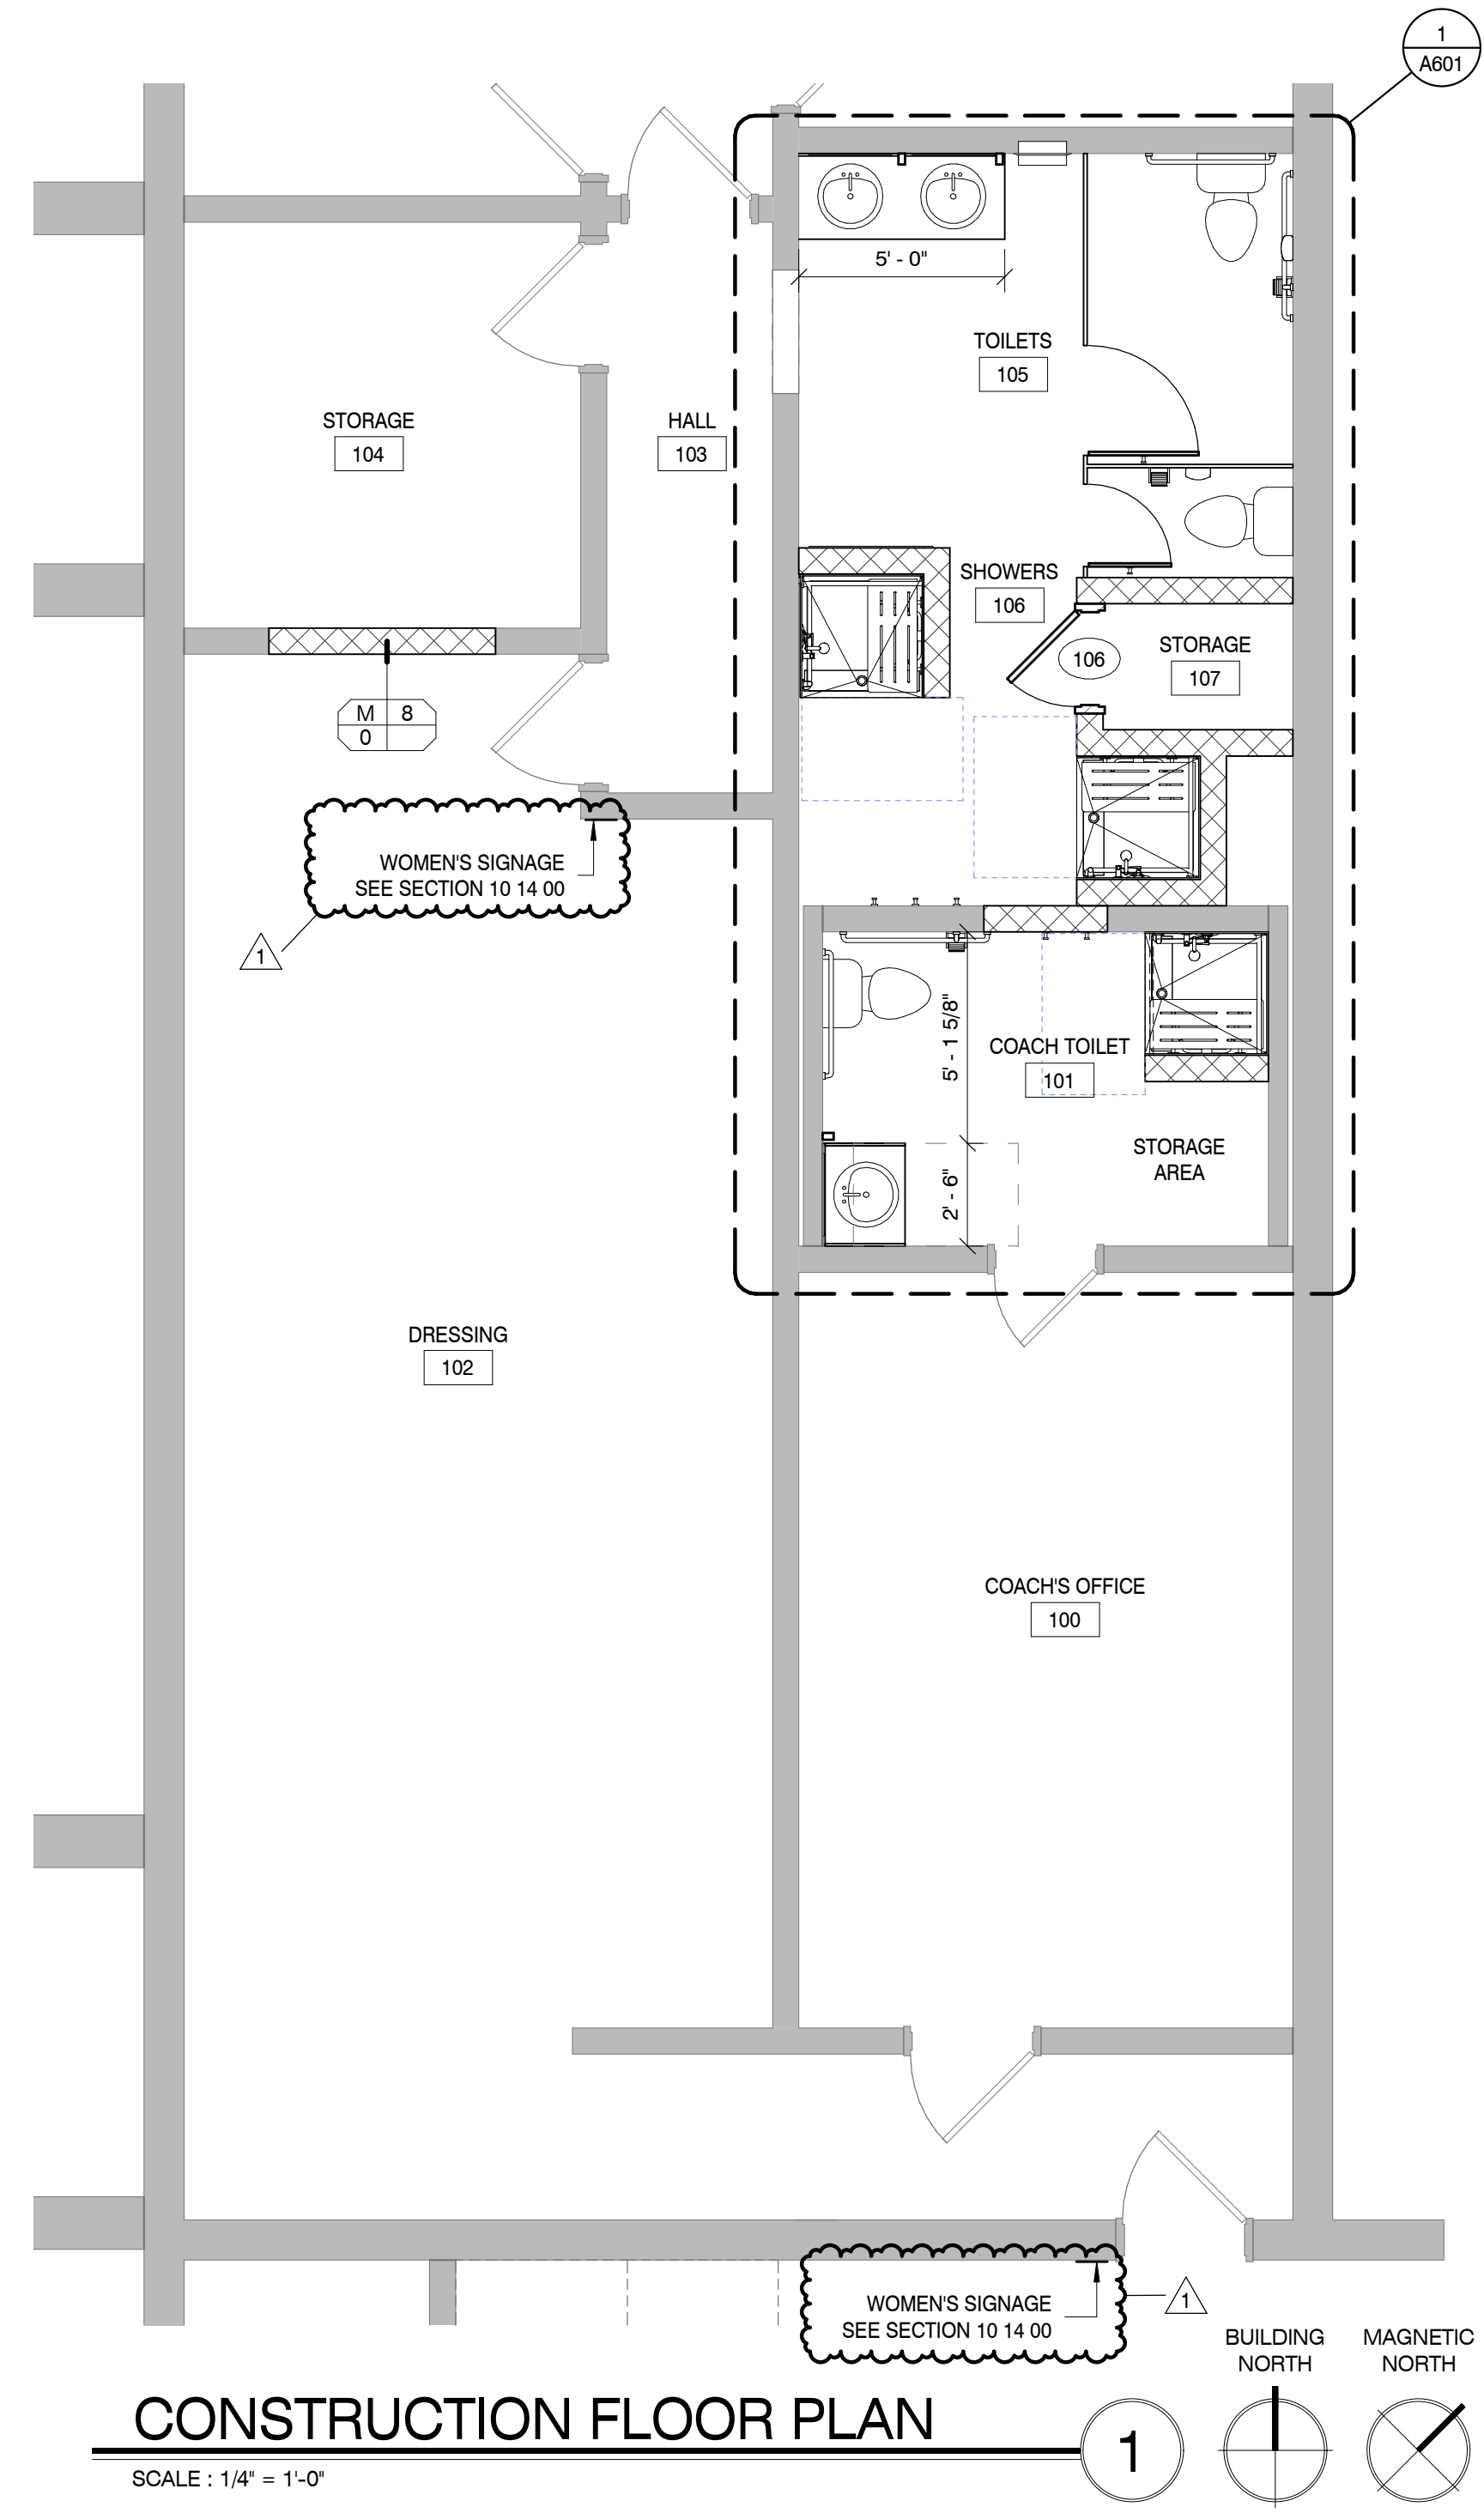 1
A601
5' - 0"
TOILETS
105
STORAGE
104
HALL
103
SHOWERS
106
106
STORAGE
107
M 8
0
WOMEN'S SIGNAGE
SEE SECTION 10 14 00
1
5' - 1 5/8"
COACH TOILET
101
STORAGE
AREA
2' - 6"
DRESSING
102
COACH'S OFFICE
100
WOMEN'S SIGNAGE
SEE SECTION 10 14 00
1
BUILDING
NORTH
MAGNETIC
NORTH
CONSTRUCTION FLOOR PLAN
1
SCALE : 1/4" = 1'-0"